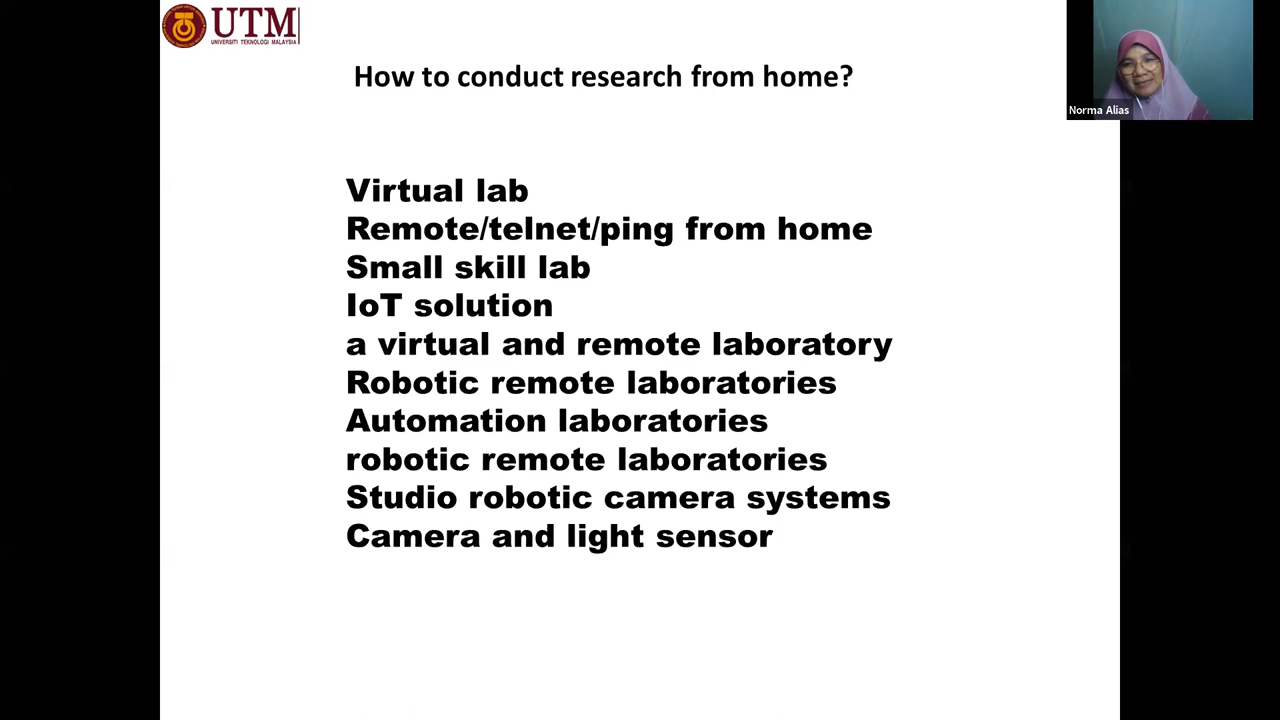 UTM
UNIVERSITI TEKNOLOGI MALAYSIA
How to conduct research from home?
Norma Alias
Virtual lab
Remote/telnet/ping from home
Small skill lab
IoT solution
a virtual and remote laboratory
Robotic remote laboratories
Automation laboratories
robotic remote laboratories
Studio robotic camera systems
Camera and light sensor